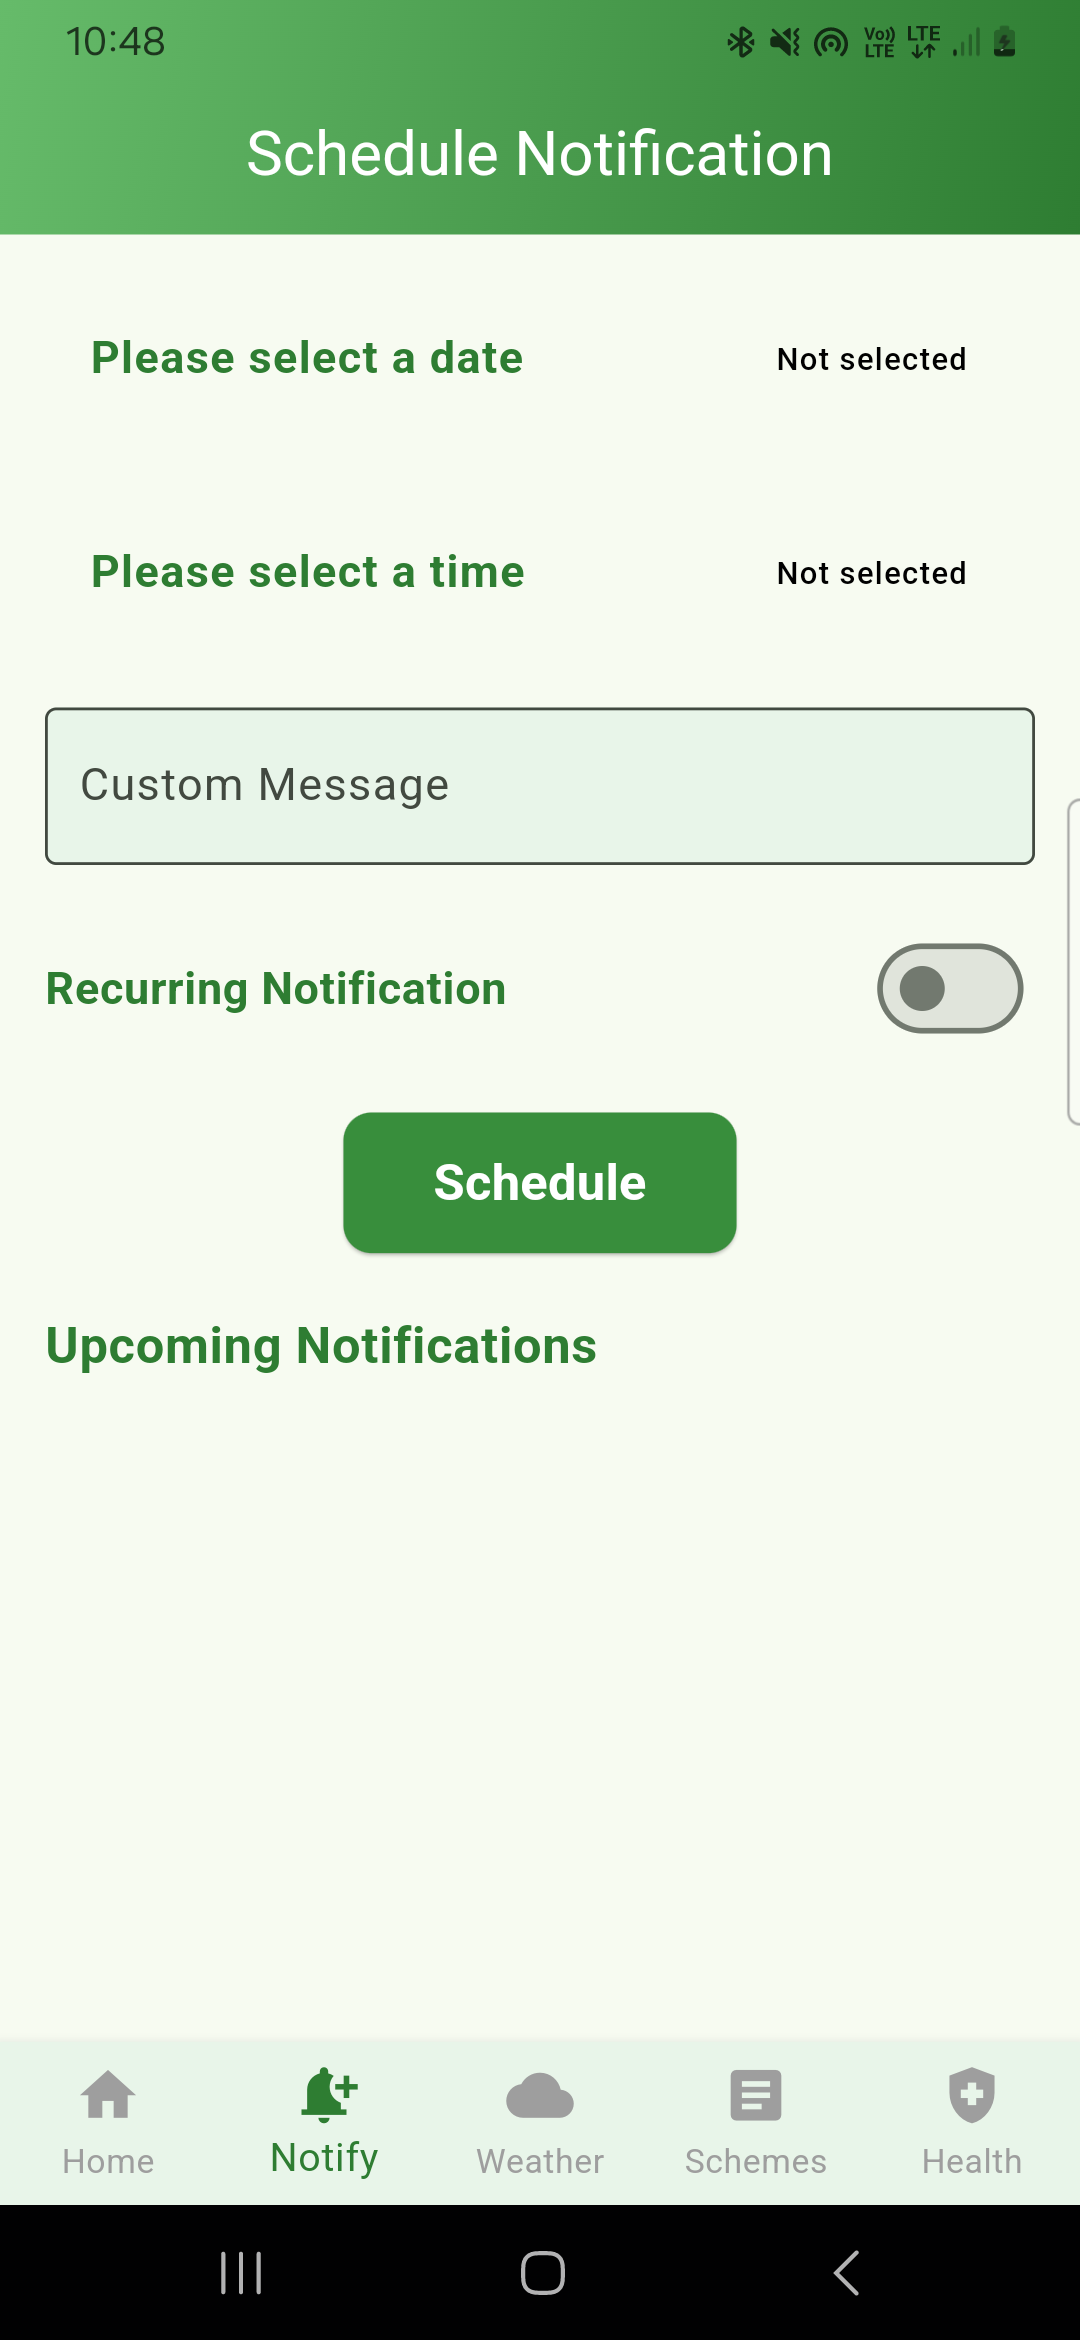 10:48
Vo)) LTE
LTE
Schedule Notification
Please select a date
Not selected
Please select a time
Not selected
Custom Message
Recurring Notification
Schedule
Upcoming Notifications
Home
Notify
Weather
Schemes
Health